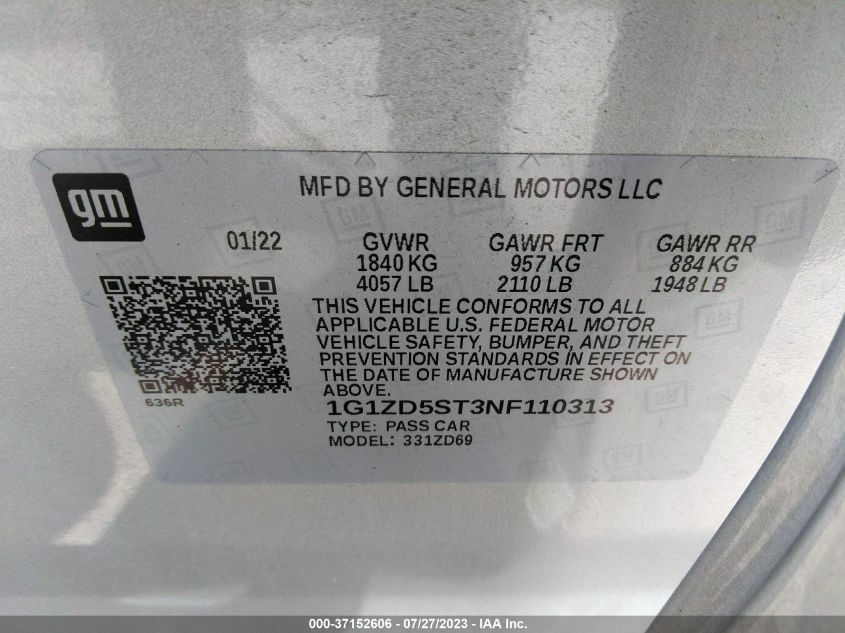 gm
MFD BY GENERAL MOTORS LLC
01/22 GVWR GAWR FRT GAWR RR
1840 KG 957 KG 884 KG
4057 LB 2110 LB 1948 LB
THIS VEHICLE CONFORMS TO ALL
APPLICABLE U.S. FEDERAL MOTOR
VEHICLE SAFETY, BUMPER, AND THEFT
PREVENTION STANDARDS IN EFFECT ON
THE DATE OF MANUFACTURE SHOWN
ABOVE.
636R
1G1ZD5ST3NF110313
TYPE: PASS CAR
MODEL: 331ZD69
000-37152606 - 07/27/2023 - IAA Inc.